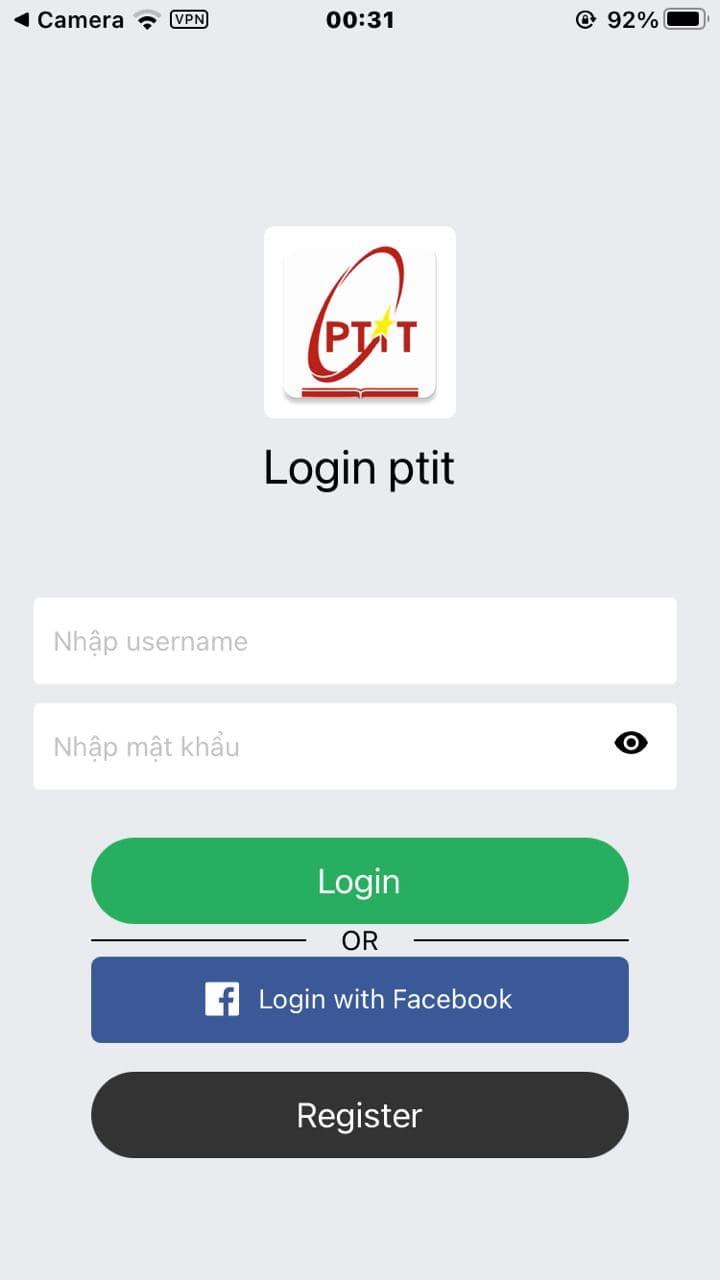 Camera VPN 00:31 92%
PTIT
Login ptit
Nhập username
Nhập mật khẩu
Login
OR
Login with Facebook
Register